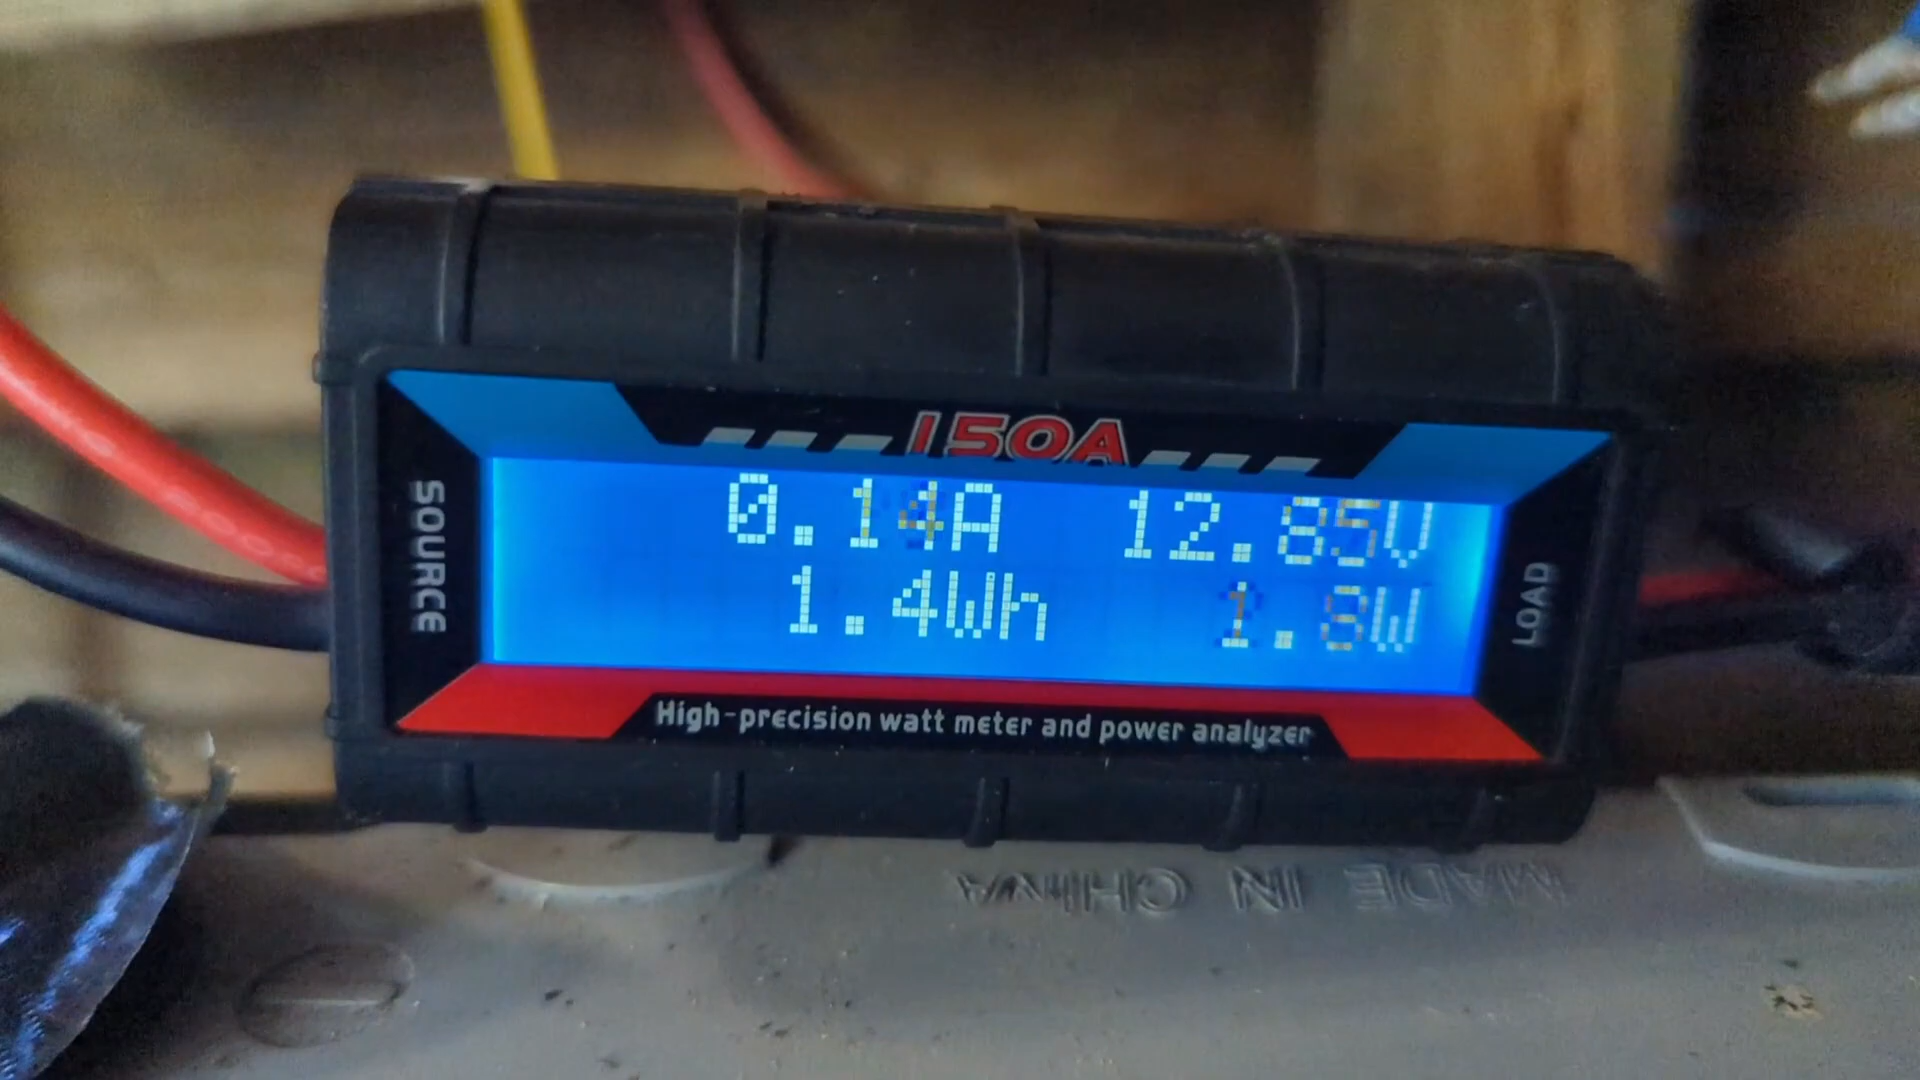 150A
SOURCE
0.14A 12.85V
1.4Wh 1.8W
LOAD
High-precision watt meter and power analyzer
MADE IN CHINA